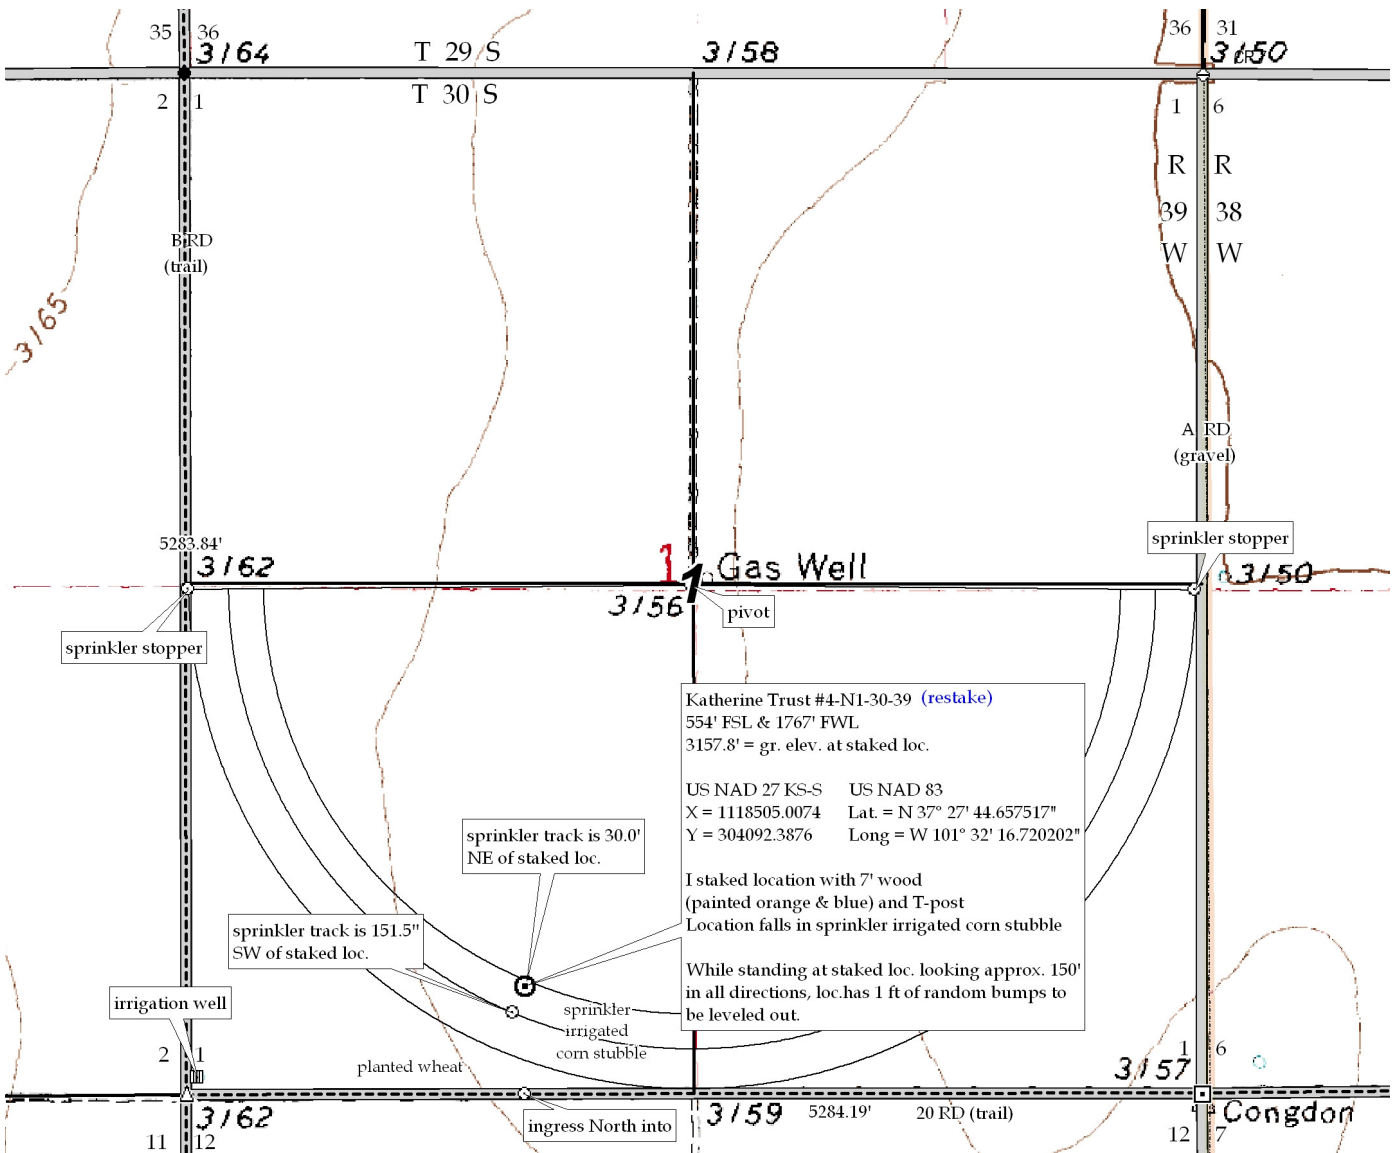 35 36
3164
T 29 S
3158
36 31
3150
CR 7
2 1
T 30 S
1 6
R R
39 38
W W
B RD
(trail)
3165
A RD
(gravel)
5283.84'
3162
1
1
Gas Well
sprinkler stopper
3150
3156
pivot
sprinkler stopper
Katherine Trust #4-N1-30-39 (restake)
554' FSL & 1767' FWL
3157.8' = gr. elev. at staked loc.
US NAD 27 KS-S US NAD 83
X = 1118505.0074 Lat. = N 37° 27' 44.657517"
Y = 304092.3876 Long = W 101° 32' 16.720202"
I staked location with 7' wood
(painted orange & blue) and T-post
Location falls in sprinkler irrigated corn stubble
While standing at staked loc. looking approx. 150'
in all directions, loc.has 1 ft of random bumps to
be leveled out.
sprinkler track is 30.0'
NE of staked loc.
sprinkler track is 151.5"
SW of staked loc.
irrigation well
sprinkler
irrigated
corn stubble
planted wheat
2 1
1 6
3157
3162
3159
5284.19'
20 RD (trail)
Congdon
ingress North into
11 12
12 7